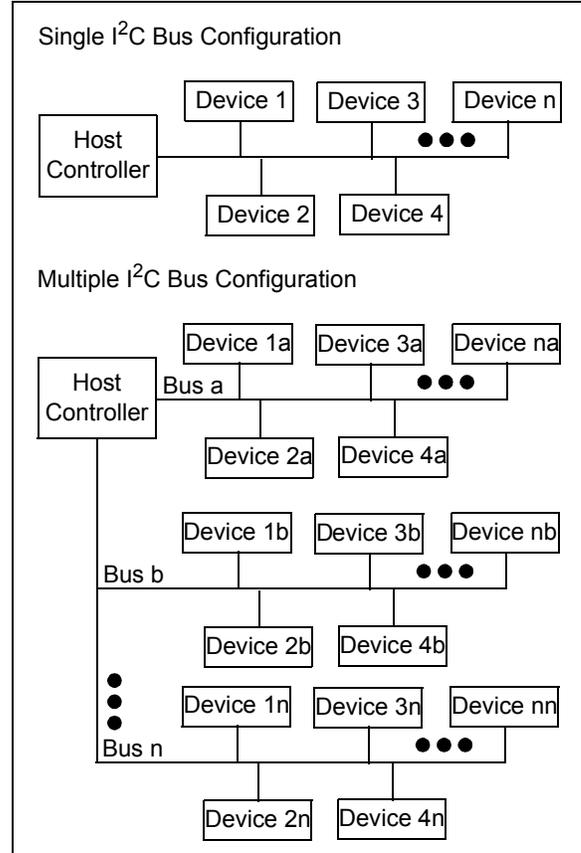 Single I²C Bus Configuration
Device 1
Device 3
Device n
Host
Controller
Device 2
Device 4
Multiple I²C Bus Configuration
Device 1a
Device 3a
Device na
Host
Controller
Bus a
Device 2a
Device 4a
Device 1b
Device 3b
Device nb
Bus b
Device 2b
Device 4b
Device 1n
Device 3n
Device nn
Bus n
Device 2n
Device 4n